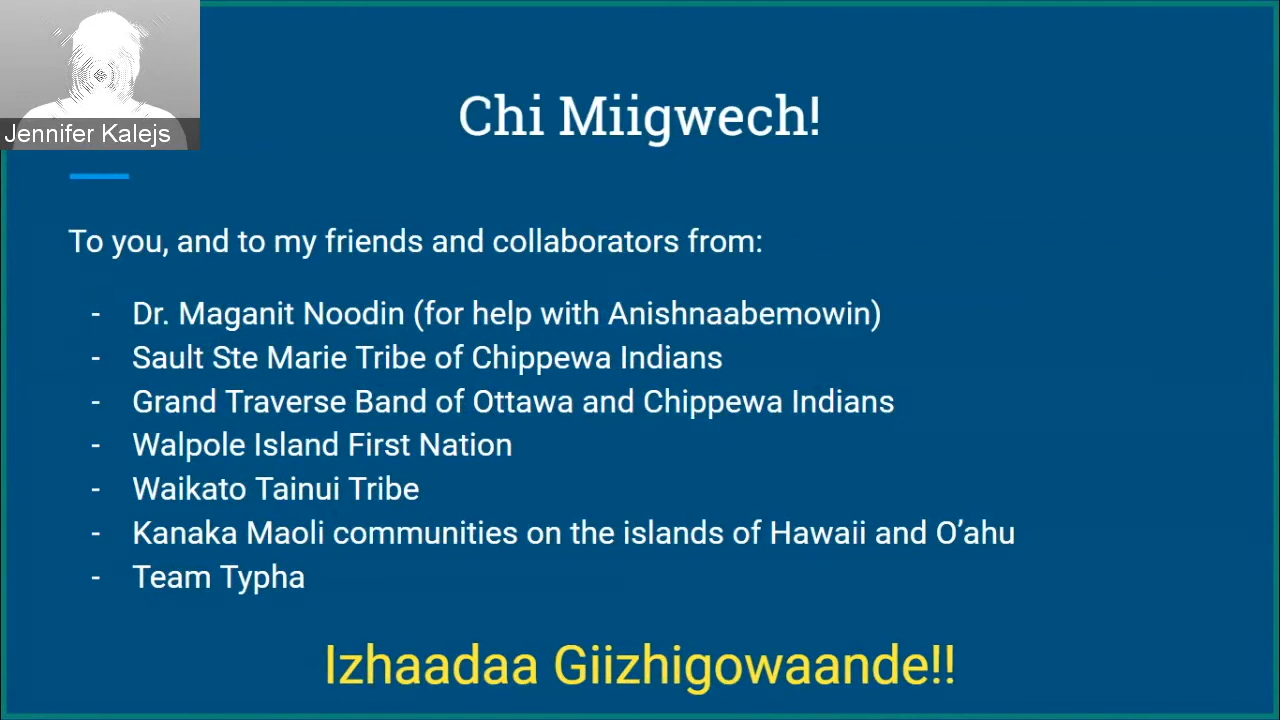 Jennifer Kalejs
Chi Miigwech!
To you, and to my friends and collaborators from:
- Dr. Maganit Noodin (for help with Anishnaabemowin)
- Sault Ste Marie Tribe of Chippewa Indians
- Grand Traverse Band of Ottawa and Chippewa Indians
- Walpole Island First Nation
- Waikato Tainui Tribe
- Kanaka Maoli communities on the islands of Hawaii and O’ahu
- Team Typha
Izhaadaa Giizhigowaande!!